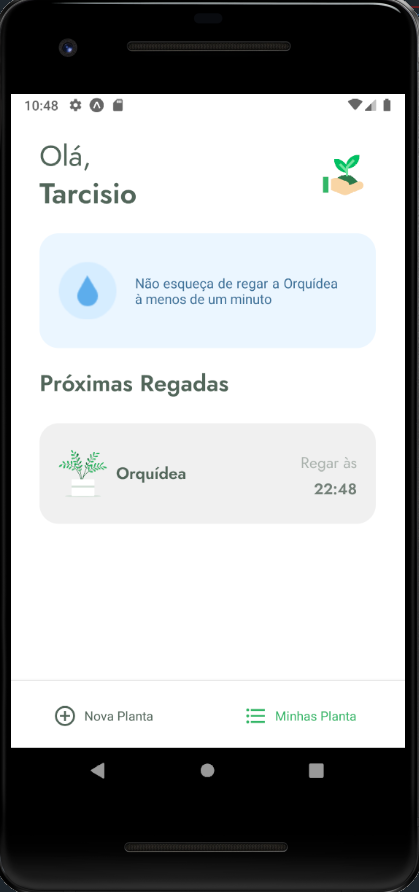 10:48
Olá,
Tarcisio
Não esqueça de regar a Orquídea
à menos de um minuto
Próximas Regadas
Orquídea
Regar às
22:48
Nova Planta
Minhas Planta